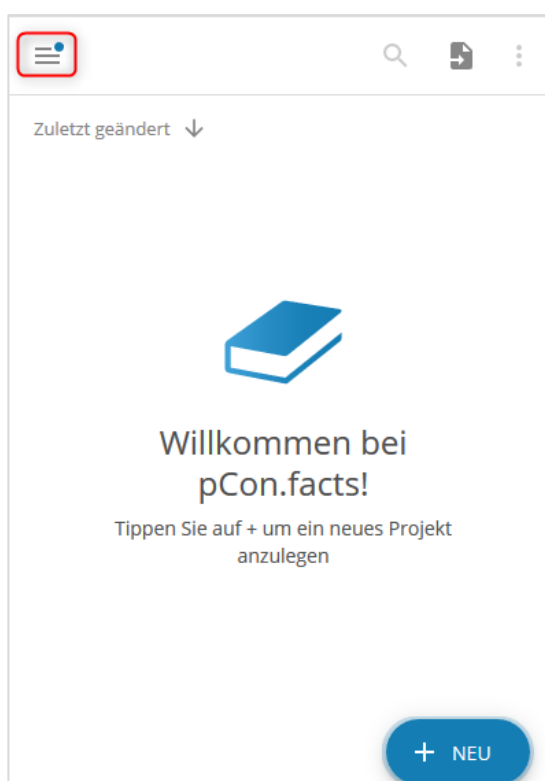 Zuletzt geändert
Willkommen bei
pCon.facts!
Tippen Sie auf + um ein neues Projekt
anzulegen
+ NEU